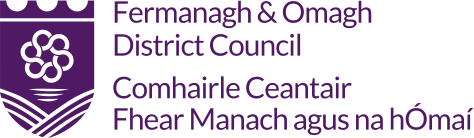 Fermanagh & Omagh
District Council
Comhairle Ceantair
Fhear Manach agus na hÓmaí